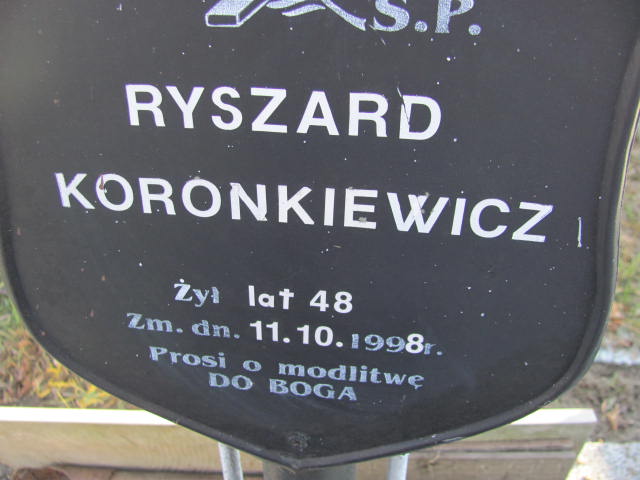 Ś.P.
RYSZARD
KORONKIEWICZ
Żył lat 48
Zm. dn. 11.10.1998r.
Prosi o modlitwę
DO BOGA